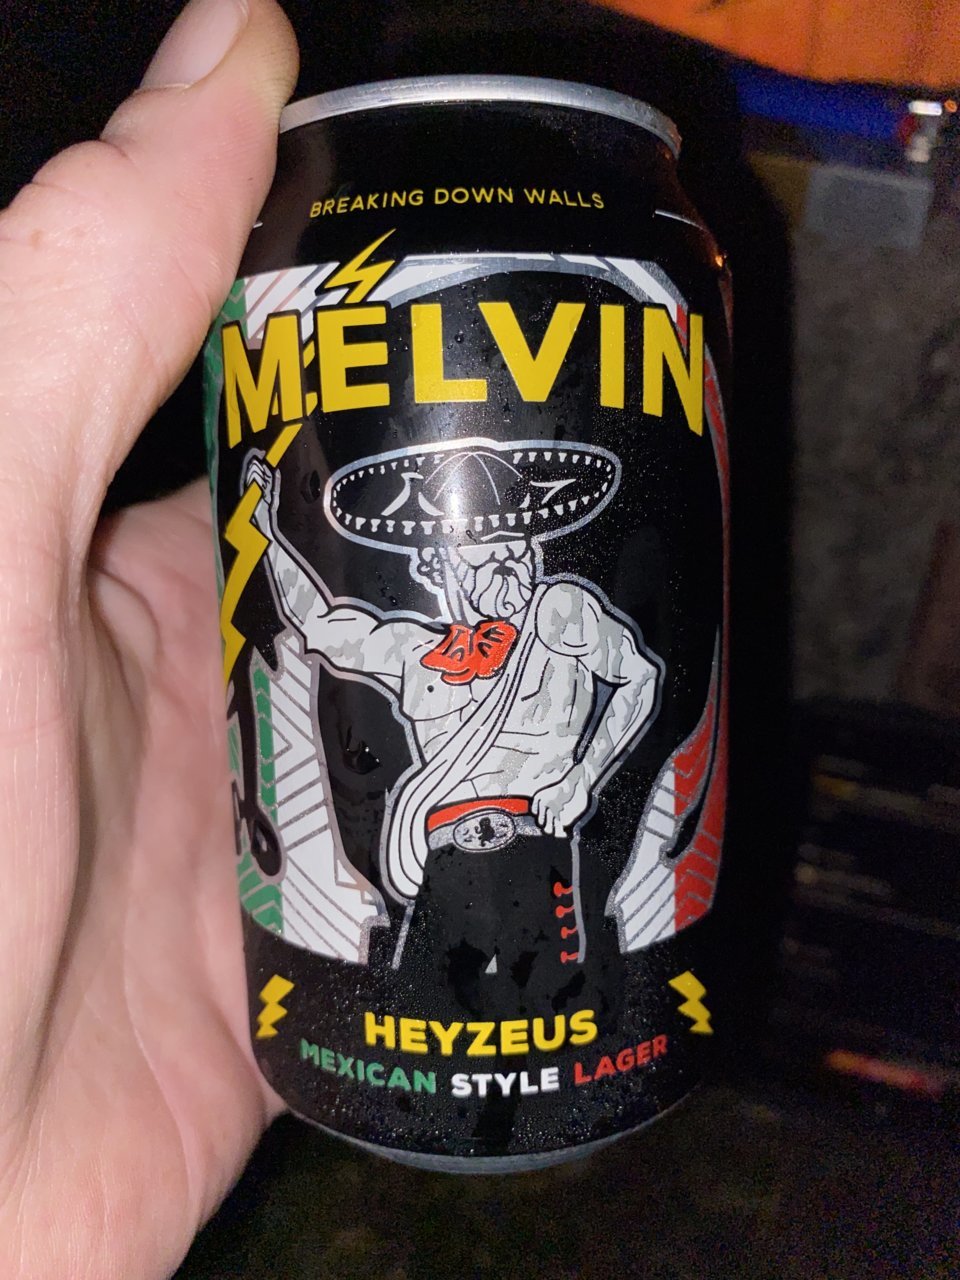 BREAKING DOWN WALLS
MELVIN
HEYZEUS
MEXICAN STYLE LAGER